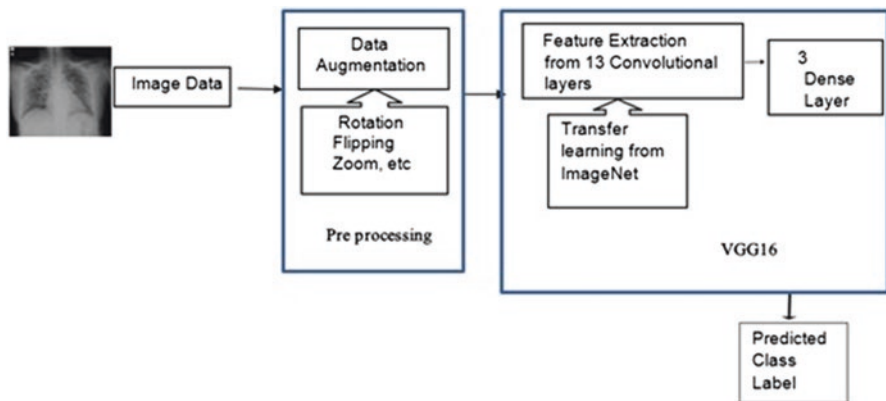 Image Data
Data
Augmentation
Rotation
Flipping
Zoom, etc
Pre processing
Feature Extraction
from 13 Convolutional
layers
Transfer
learning from
ImageNet
3
Dense
Layer
VGG16
Predicted
Class
Label